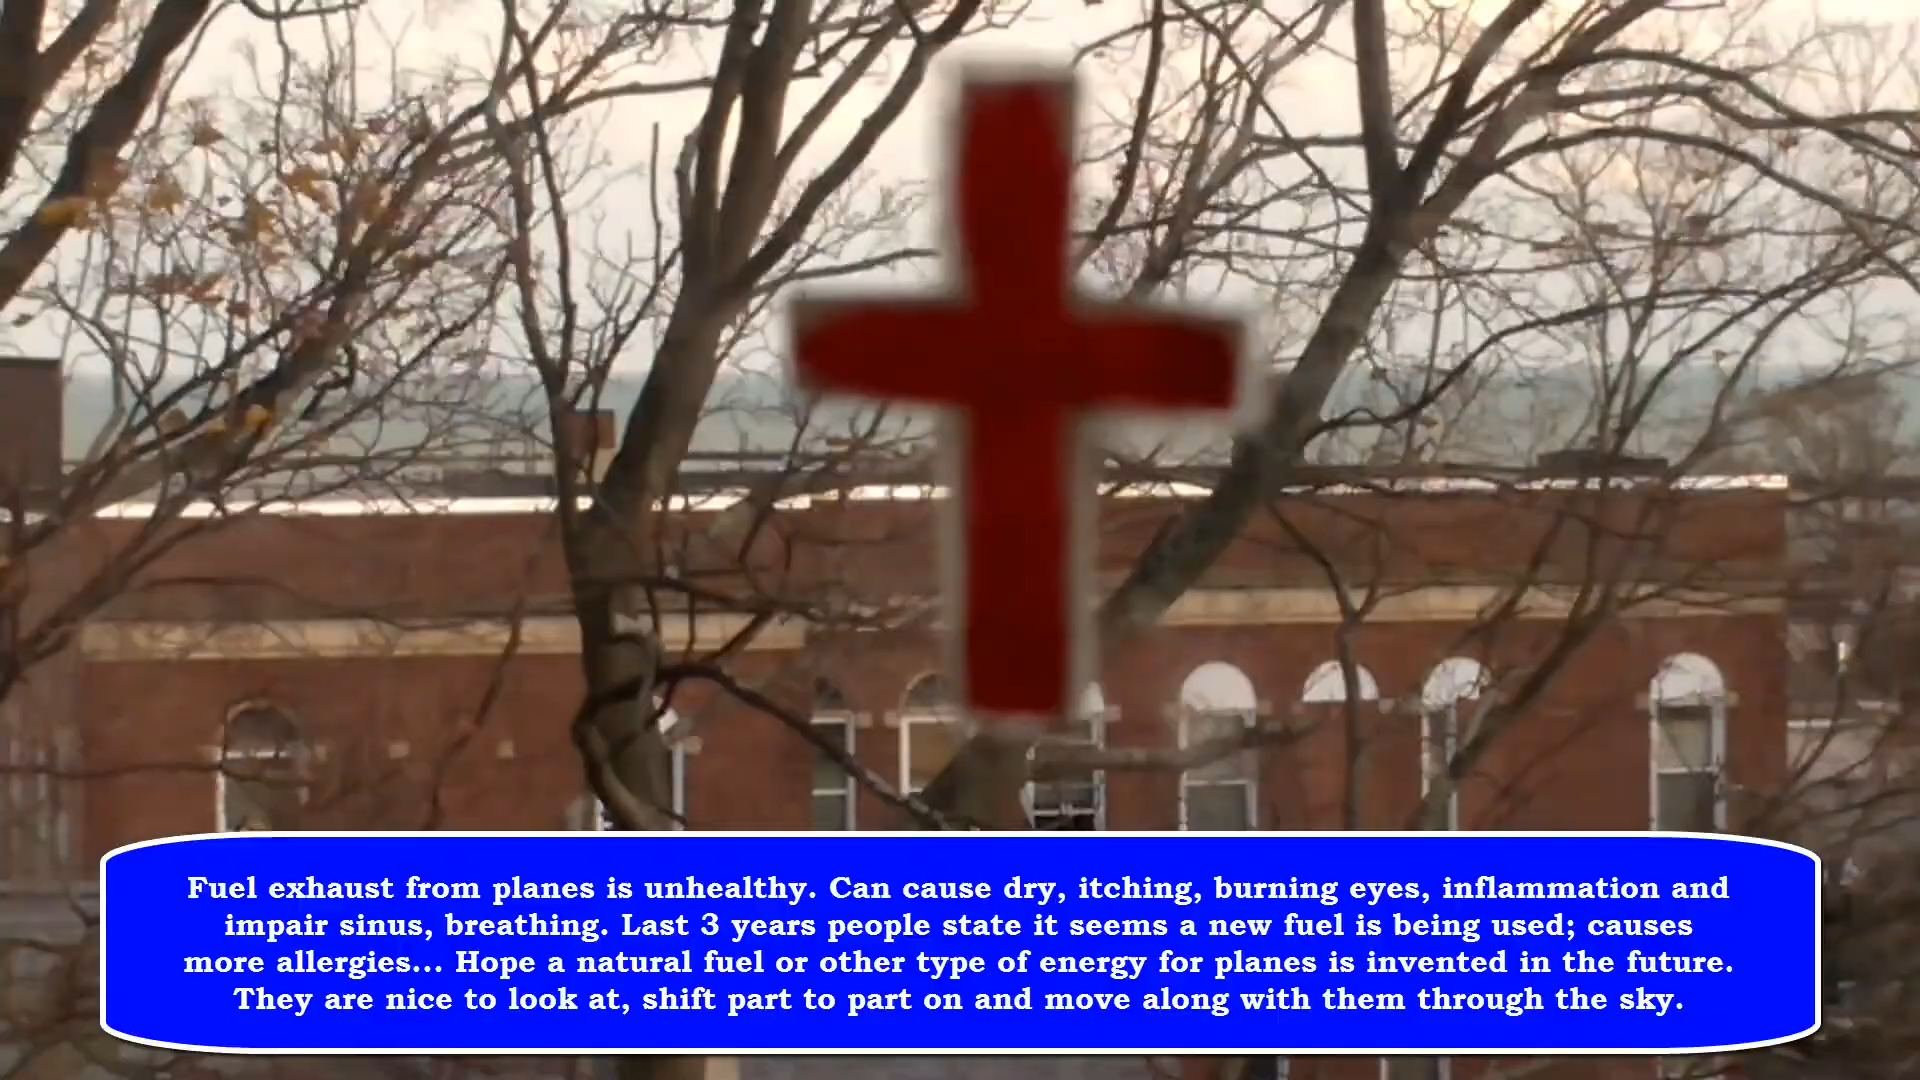 Fuel exhaust from planes is unhealthy. Can cause dry, itching, burning eyes, inflammation and
impair sinus, breathing. Last 3 years people state it seems a new fuel is being used; causes
more allergies... Hope a natural fuel or other type of energy for planes is invented in the future.
They are nice to look at, shift part to part on and move along with them through the sky.